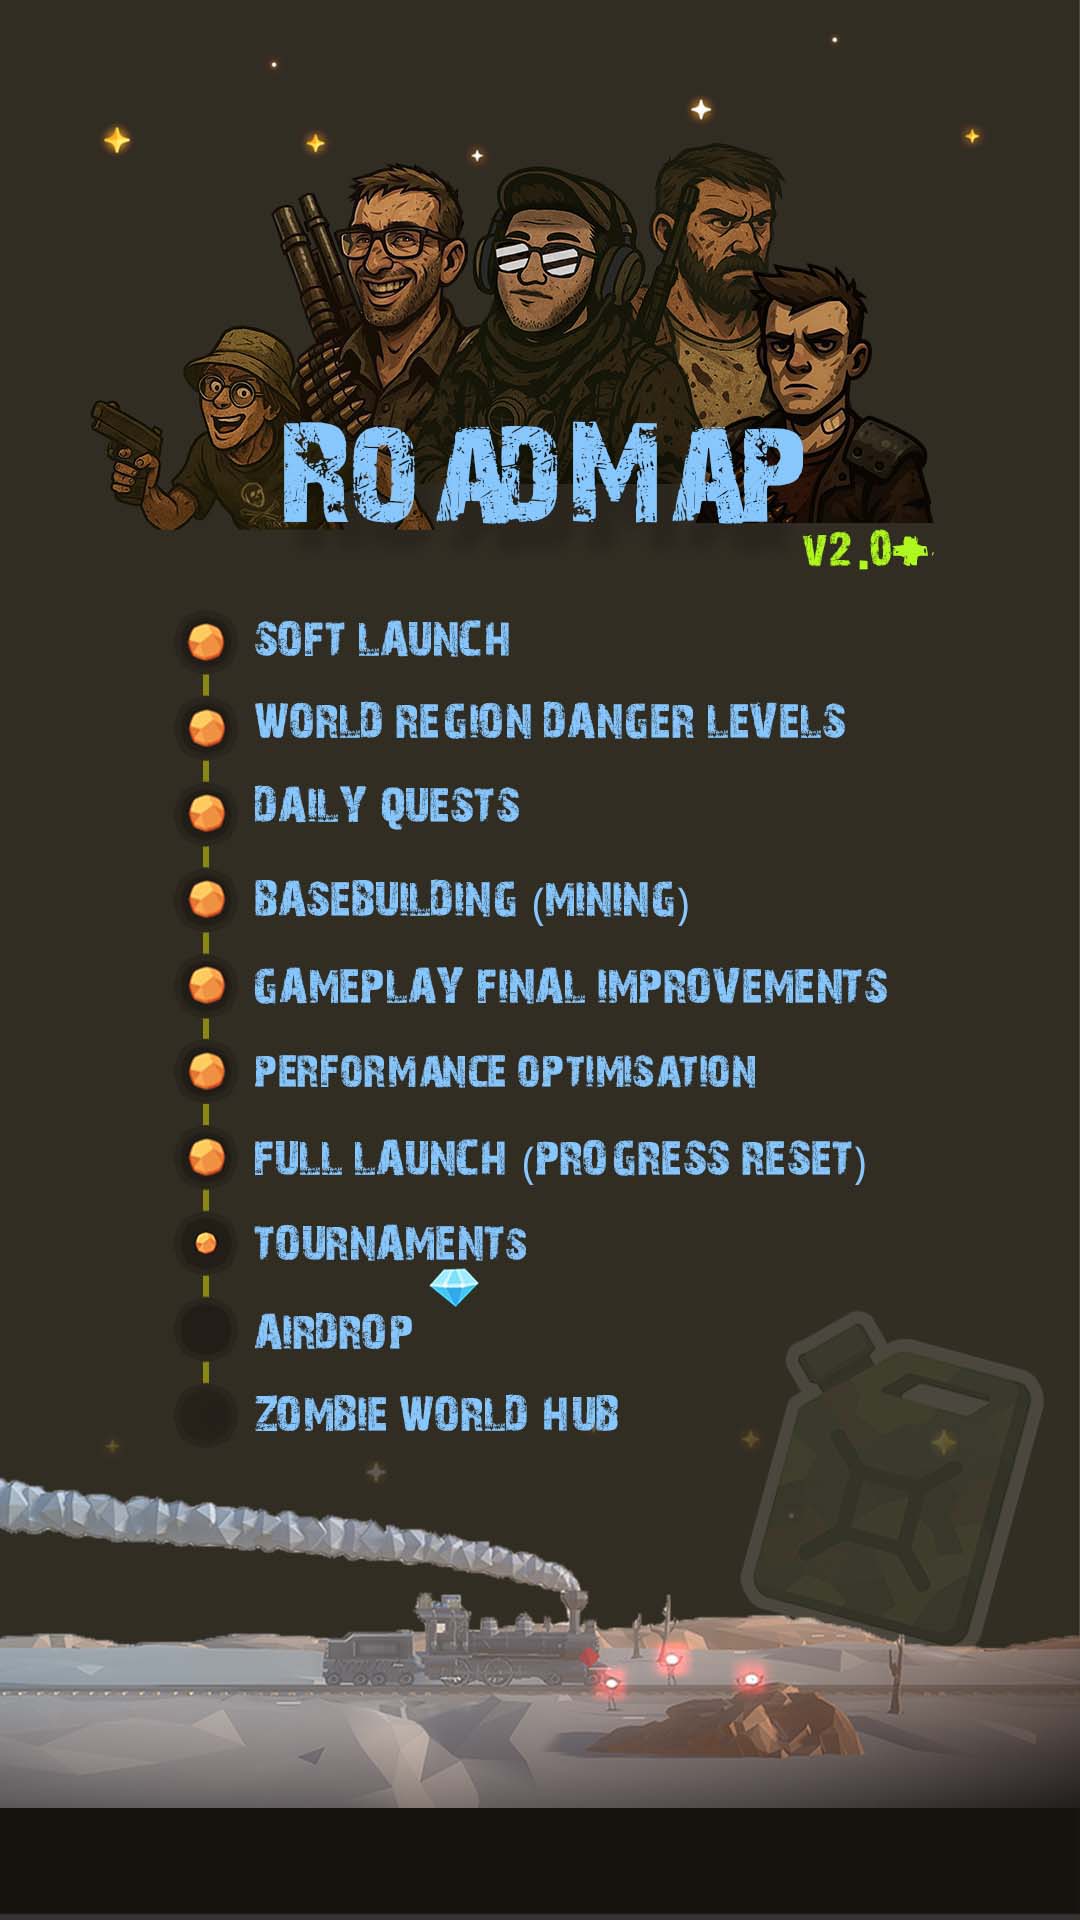 ROADMAP
V2.0+
SOFT LAUNCH
WORLD REGION DANGER LEVELS
DAILY QUESTS
BASEBUILDING (MINING)
GAMEPLAY FINAL IMPROVEMENTS
PERFORMANCE OPTIMISATION
FULL LAUNCH (PROGRESS RESET)
TOURNAMENTS
AIRDROP
ZOMBIE WORLD HUB